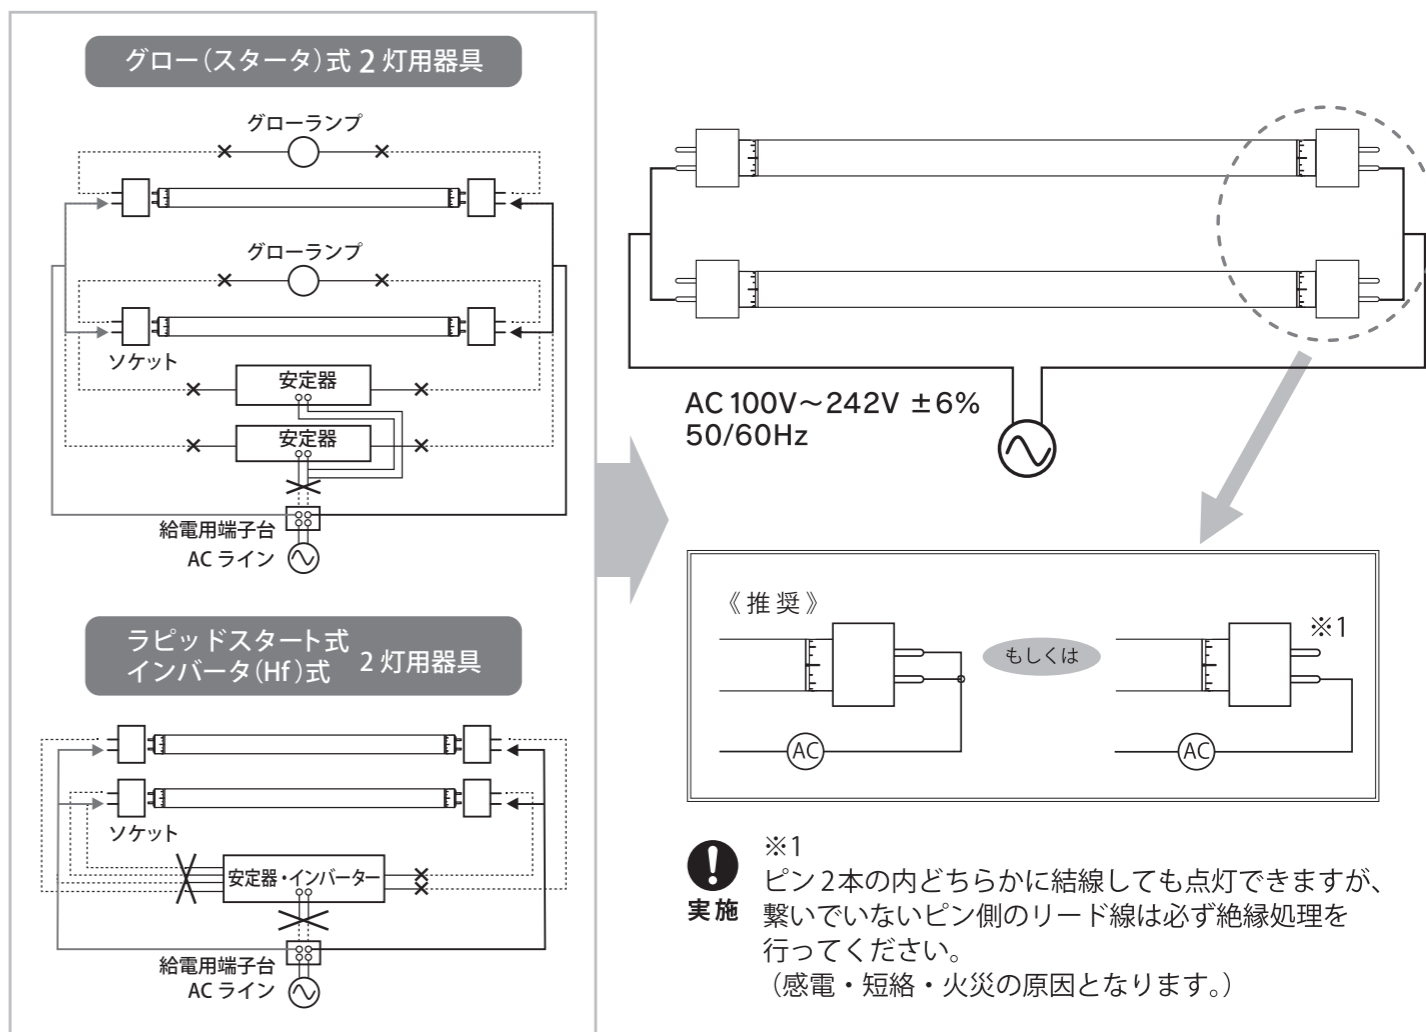 グロー(スタータ)式 2 灯用器具
グローランプ
グローランプ
ソケット
安定器
安定器
給電用端子台
AC ライン
ラピッドスタート式
インバータ(Hf)式
2 灯用器具
ソケット
安定器・インバーター
給電用端子台
AC ライン
AC 100V～242V ±6%
50/60Hz
《推奨》
もしくは
※1
AC
AC
※1
ピン2本の内どちらかに結線しても点灯できますが、
実施
繋いでいないピン側のリード線は必ず絶縁処理を
行ってください。
(感電・短絡・火災の原因となります。)